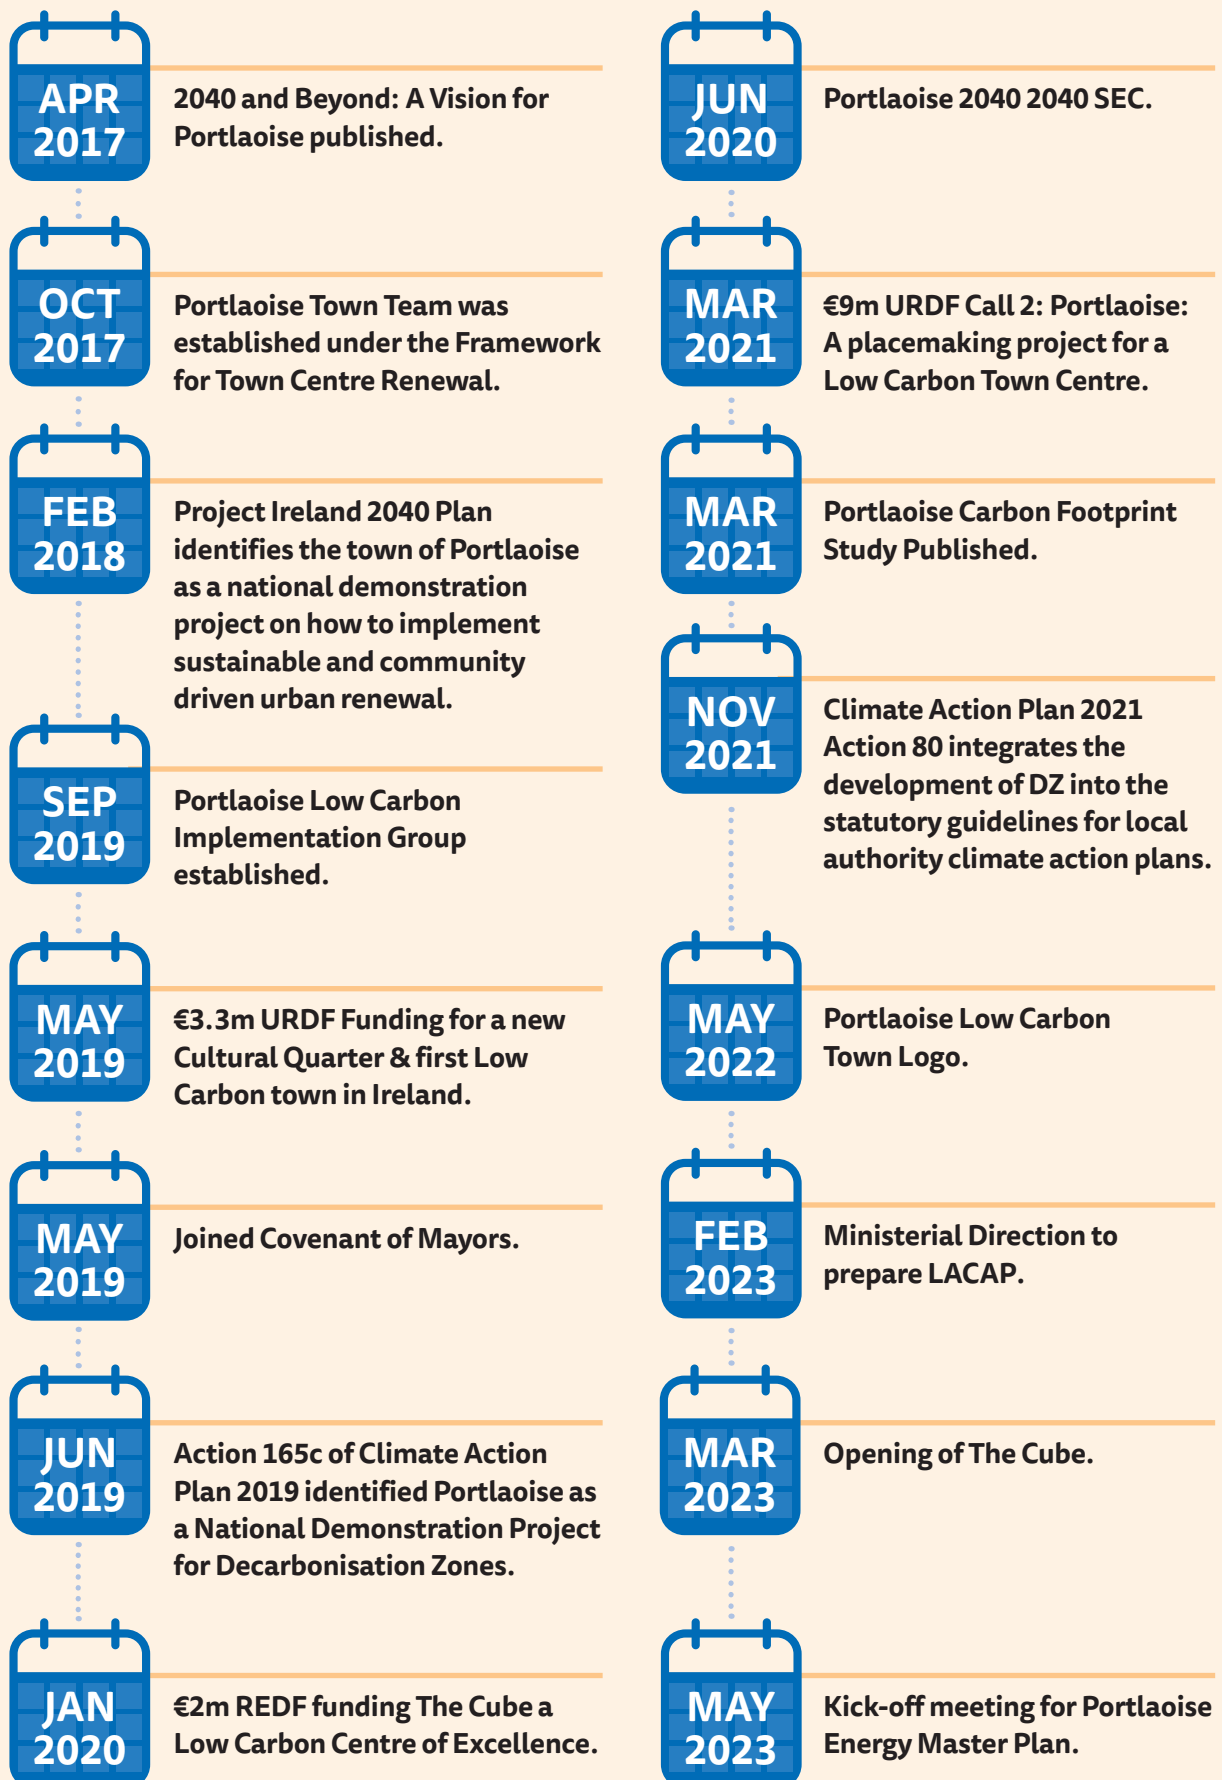 APR
2017
2040 and Beyond: A Vision for
Portlaoise published.
OCT
2017
Portlaoise Town Team was
established under the Framework
for Town Centre Renewal.
FEB
2018
Project Ireland 2040 Plan
identifies the town of Portlaoise
as a national demonstration
project on how to implement
sustainable and community
driven urban renewal.
SEP
2019
Portlaoise Low Carbon
Implementation Group
established.
MAY
2019
€3.3m URDF Funding for a new
Cultural Quarter & first Low
Carbon town in Ireland.
MAY
2019
Joined Covenant of Mayors.
JUN
2019
Action 165c of Climate Action
Plan 2019 identified Portlaoise as
a National Demonstration Project
for Decarbonisation Zones.
JAN
2020
€2m REDF funding The Cube a
Low Carbon Centre of Excellence.
JUN
2020
Portlaoise 2040 2040 SEC.
MAR
2021
€9m URDF Call 2: Portlaoise:
A placemaking project for a
Low Carbon Town Centre.
MAR
2021
Portlaoise Carbon Footprint
Study Published.
NOV
2021
Climate Action Plan 2021
Action 80 integrates the
development of DZ into the
statutory guidelines for local
authority climate action plans.
MAY
2022
Portlaoise Low Carbon
Town Logo.
FEB
2023
Ministerial Direction to
prepare LACAP.
MAR
2023
Opening of The Cube.
MAY
2023
Kick-off meeting for Portlaoise
Energy Master Plan.